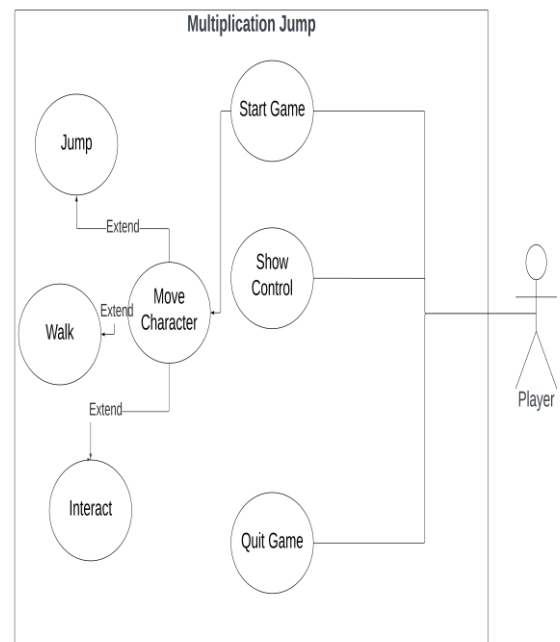 Multiplication Jump
Start Game
Jump
Extend
Show
Control
Move
Character
Extend
Walk
Player
Extend
Interact
Quit Game